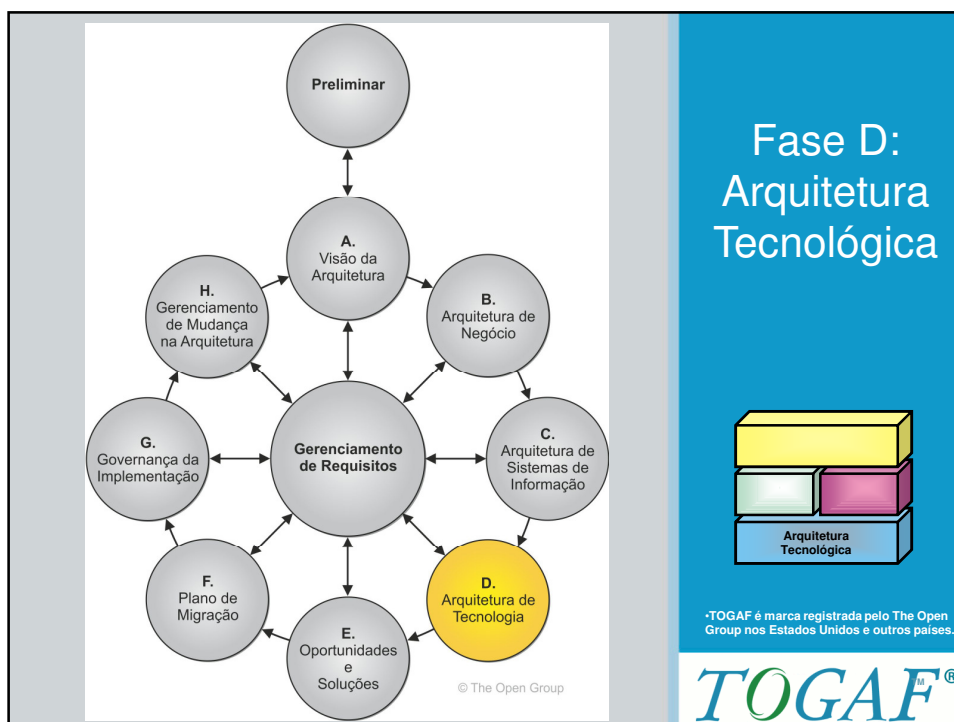 Preliminar
A.
Visão da
Arquitetura
B.
Arquitetura de
Negócio
C.
Arquitetura de
Sistemas de
Informação
D.
Arquitetura de
Tecnologia
E.
Oportunidades
e
Soluções
F.
Plano de
Migração
G.
Governança da
Implementação
H.
Gerenciamento
de Mudança
na Arquitetura
Gerenciamento
de Requisitos
© The Open Group
Fase D:
Arquitetura
Tecnológica
Arquitetura
Tecnológica
•TOGAF é marca registrada pelo The Open
Group nos Estados Unidos e outros países.
TOGAF™®